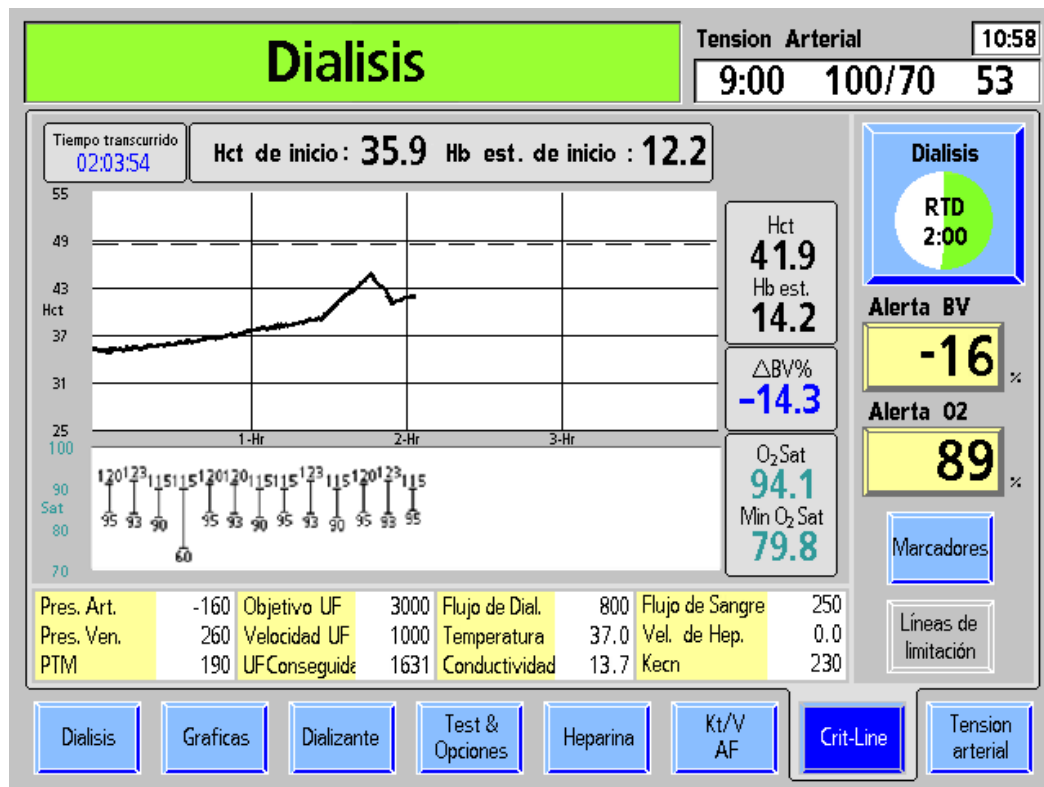 Dialisis
Tension Arterial 10:58
9:00 100/70 53
Tiempo transcurrido
02:03:54
Hct de inicio: 35.9 Hb est. de inicio : 12.2
55
49
43
Hct
37
31
25
1-Hr 2-Hr 3-Hr
100
90
Sat
80
70
120 123 115 115 120 120 115 115 123 115 120 123 115
95 93 90 60 95 93 90 95 93 90 95 93 95
Hct
41.9
Hb est.
14.2
△BV%
-14.3
O₂Sat
94.1
Min O₂Sat
79.8
Dialisis
RTD
2:00
Alerta BV
-16 %
Alerta O2
89 %
Marcadores
Líneas de
limitación
Pres. Art. -160 Objetivo UF 3000 Flujo de Dial. 800 Flujo de Sangre 250
Pres. Ven. 260 Velocidad UF 1000 Temperatura 37.0 Vel. de Hep. 0.0
PTM 190 UFConseguida 1631 Conductividad 13.7 Kecn 230
Dialisis
Graficas
Dializante
Test &
Opciones
Heparina
Kt/V
AF
Crit-Line
Tension
arterial